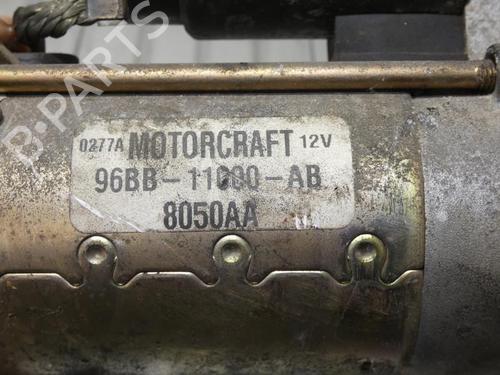 B-PARTS
0277A MOTORCRAFT 12V
96BB-11000-AB
8050AA